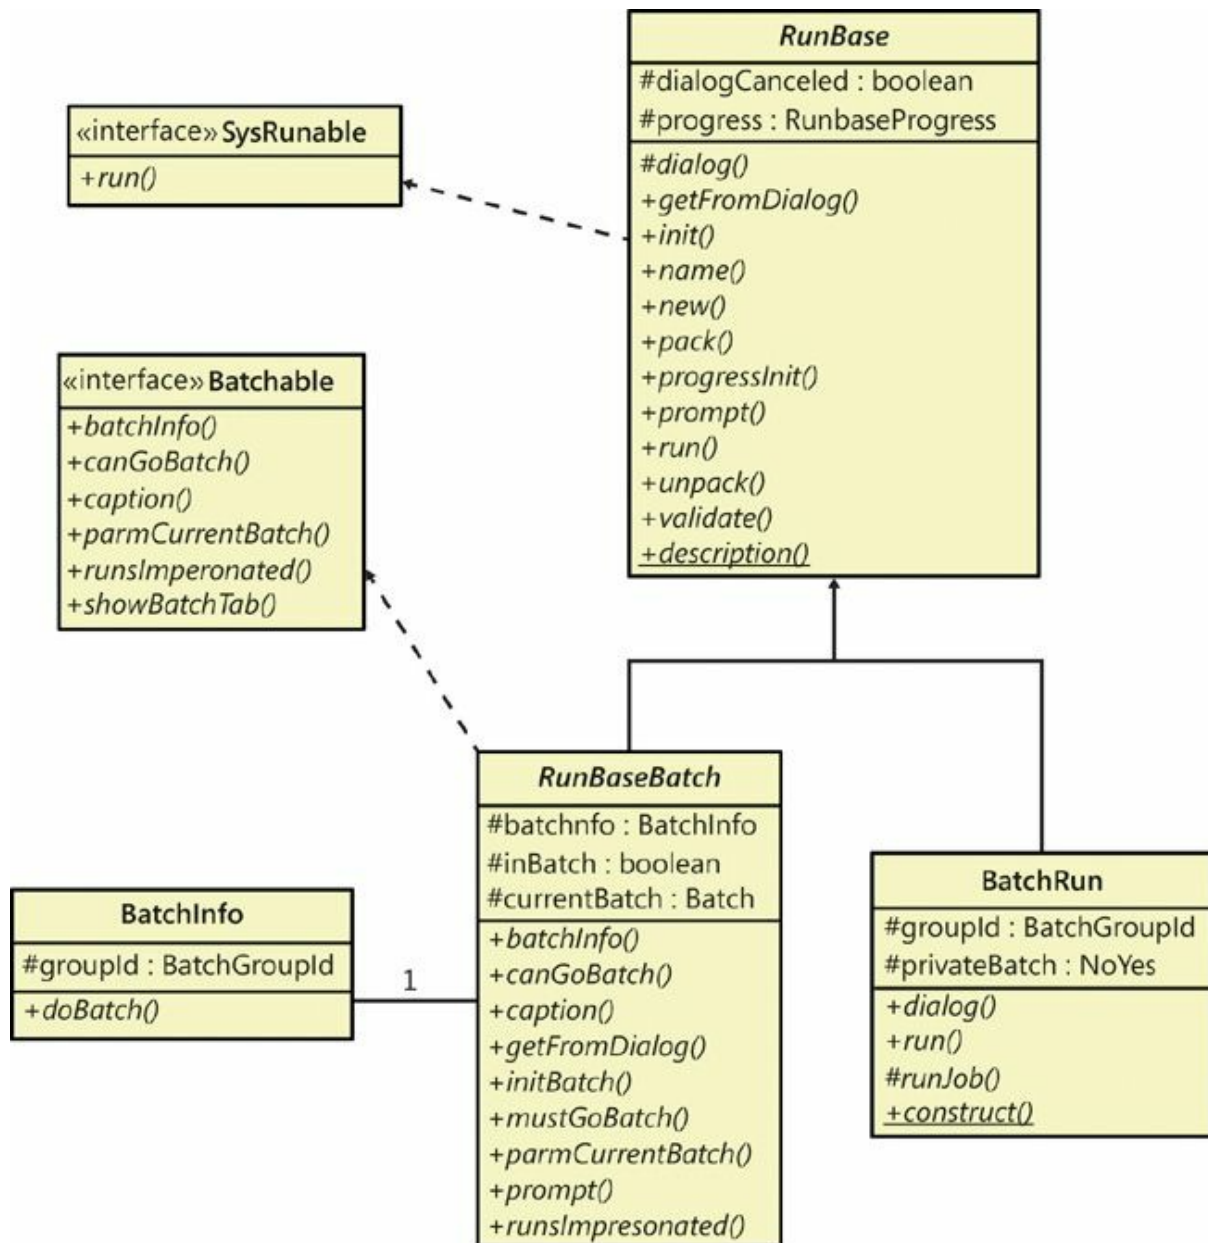 RunBase
#dialogCanceled : boolean
#progress : RunbaseProgress
#dialog()
+getFromDialog()
+init()
+name()
+new()
+pack()
+progressInit()
+prompt()
+run()
+unpack()
+validate()
+description()
«interface» SysRunable
+run()
«interface» Batchable
+batchInfo()
+canGoBatch()
+caption()
+parmCurrentBatch()
+runsImperonated()
+showBatchTab()
RunBaseBatch
#batchnfo : BatchInfo
#inBatch : boolean
#currentBatch : Batch
+batchInfo()
+canGoBatch()
+caption()
+getFromDialog()
+initBatch()
+mustGoBatch()
+parmCurrentBatch()
+prompt()
+runsImpresonated()
BatchInfo
#groupId : BatchGroupId
+doBatch()
1
BatchRun
#groupId : BatchGroupId
#privateBatch : NoYes
+dialog()
+run()
#runJob()
+construct()